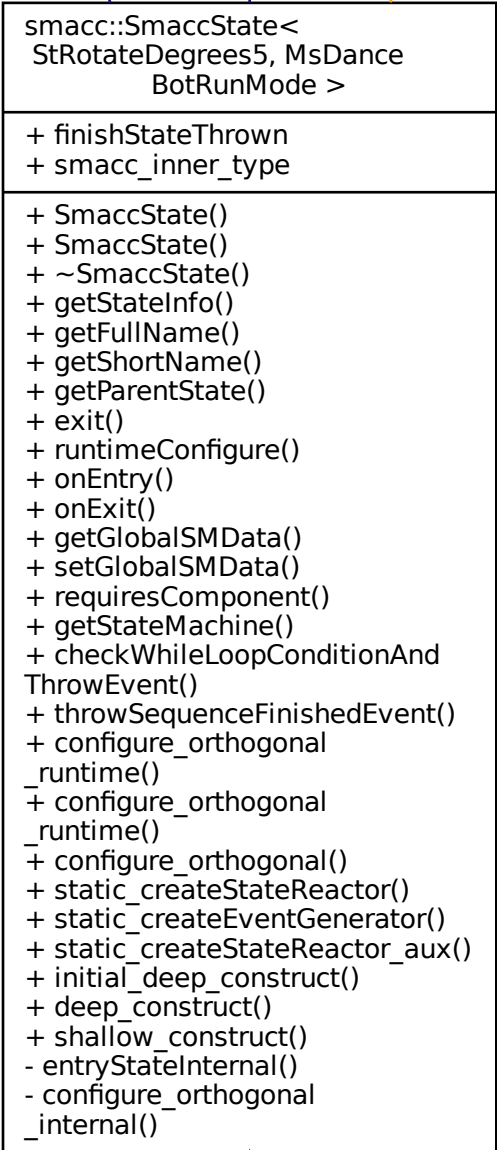 smacc::SmaccState<
StRotateDegrees5, MsDance
BotRunMode >
+ finishStateThrown
+ smacc_inner_type
+ SmaccState()
+ SmaccState()
+ ~SmaccState()
+ getStateInfo()
+ getFullName()
+ getShortName()
+ getParentState()
+ exit()
+ runtimeConfigure()
+ onEntry()
+ onExit()
+ getGlobalSMData()
+ setGlobalSMData()
+ requiresComponent()
+ getStateMachine()
+ checkWhileLoopConditionAnd
ThrowEvent()
+ throwSequenceFinishedEvent()
+ configure_orthogonal
_runtime()
+ configure_orthogonal
_runtime()
+ configure_orthogonal()
+ static_createStateReactor()
+ static_createEventGenerator()
+ static_createStateReactor_aux()
+ initial_deep_construct()
+ deep_construct()
+ shallow_construct()
- entryStateInternal()
- configure_orthogonal
_internal()